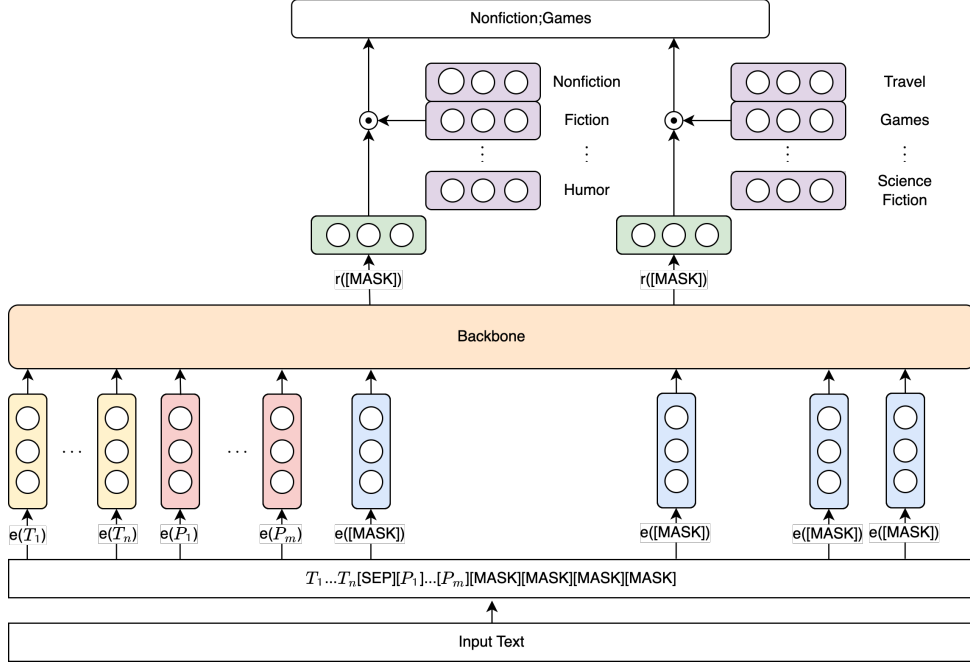 Nonfiction;Games
Nonfiction
Travel
Fiction
Games
Humor
Science
Fiction
r([MASK])
r([MASK])
Backbone
e(T₁)
e(Tₙ)
e(P₁)
e(Pₘ)
e([MASK])
e([MASK])
e([MASK])
e([MASK])
T₁...Tₙ[SEP][P₁]...[Pₘ][MASK][MASK][MASK][MASK]
Input Text